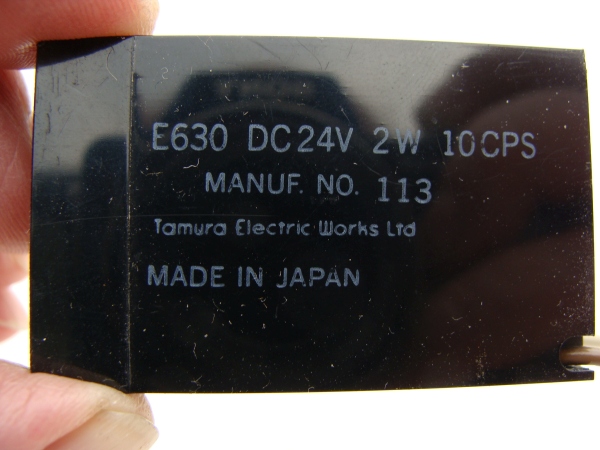 E630 DC24V 2W 10CPS
MANUF. NO. 113
Tamura Electric Works Ltd
MADE IN JAPAN